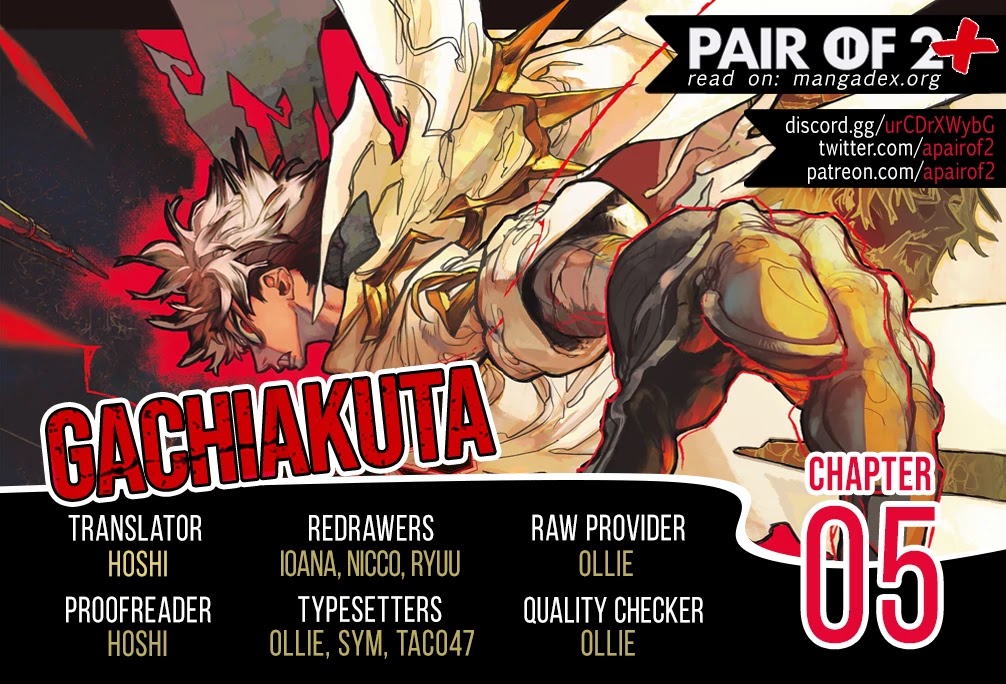 PAIR OF 2+
read on: mangadex.org
discord.gg/urCDrXWybG
twitter.com/apairof2
patreon.com/apairof2
GACHIAKUTA
CHAPTER
05
TRANSLATOR
HOSHI
REDRAWERS
IOANA, NICCO, RYUU
RAW PROVIDER
OLLIE
PROOFREADER
HOSHI
TYPESETTERS
OLLIE, SYM, TACO47
QUALITY CHECKER
OLLIE